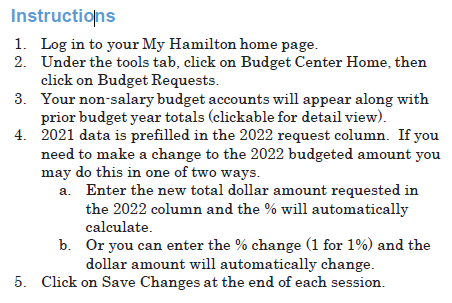 Instructions
1. Log in to your My Hamilton home page.
2. Under the tools tab, click on Budget Center Home, then
click on Budget Requests.
3. Your non-salary budget accounts will appear along with
prior budget year totals (clickable for detail view).
4. 2021 data is prefilled in the 2022 request column.  If you
need to make a change to the 2022 budgeted amount you
may do this in one of two ways.
a. Enter the new total dollar amount requested in
the 2022 column and the % will automatically
calculate.
b. Or you can enter the % change (1 for 1%) and the
dollar amount will automatically change.
5. Click on Save Changes at the end of each session.